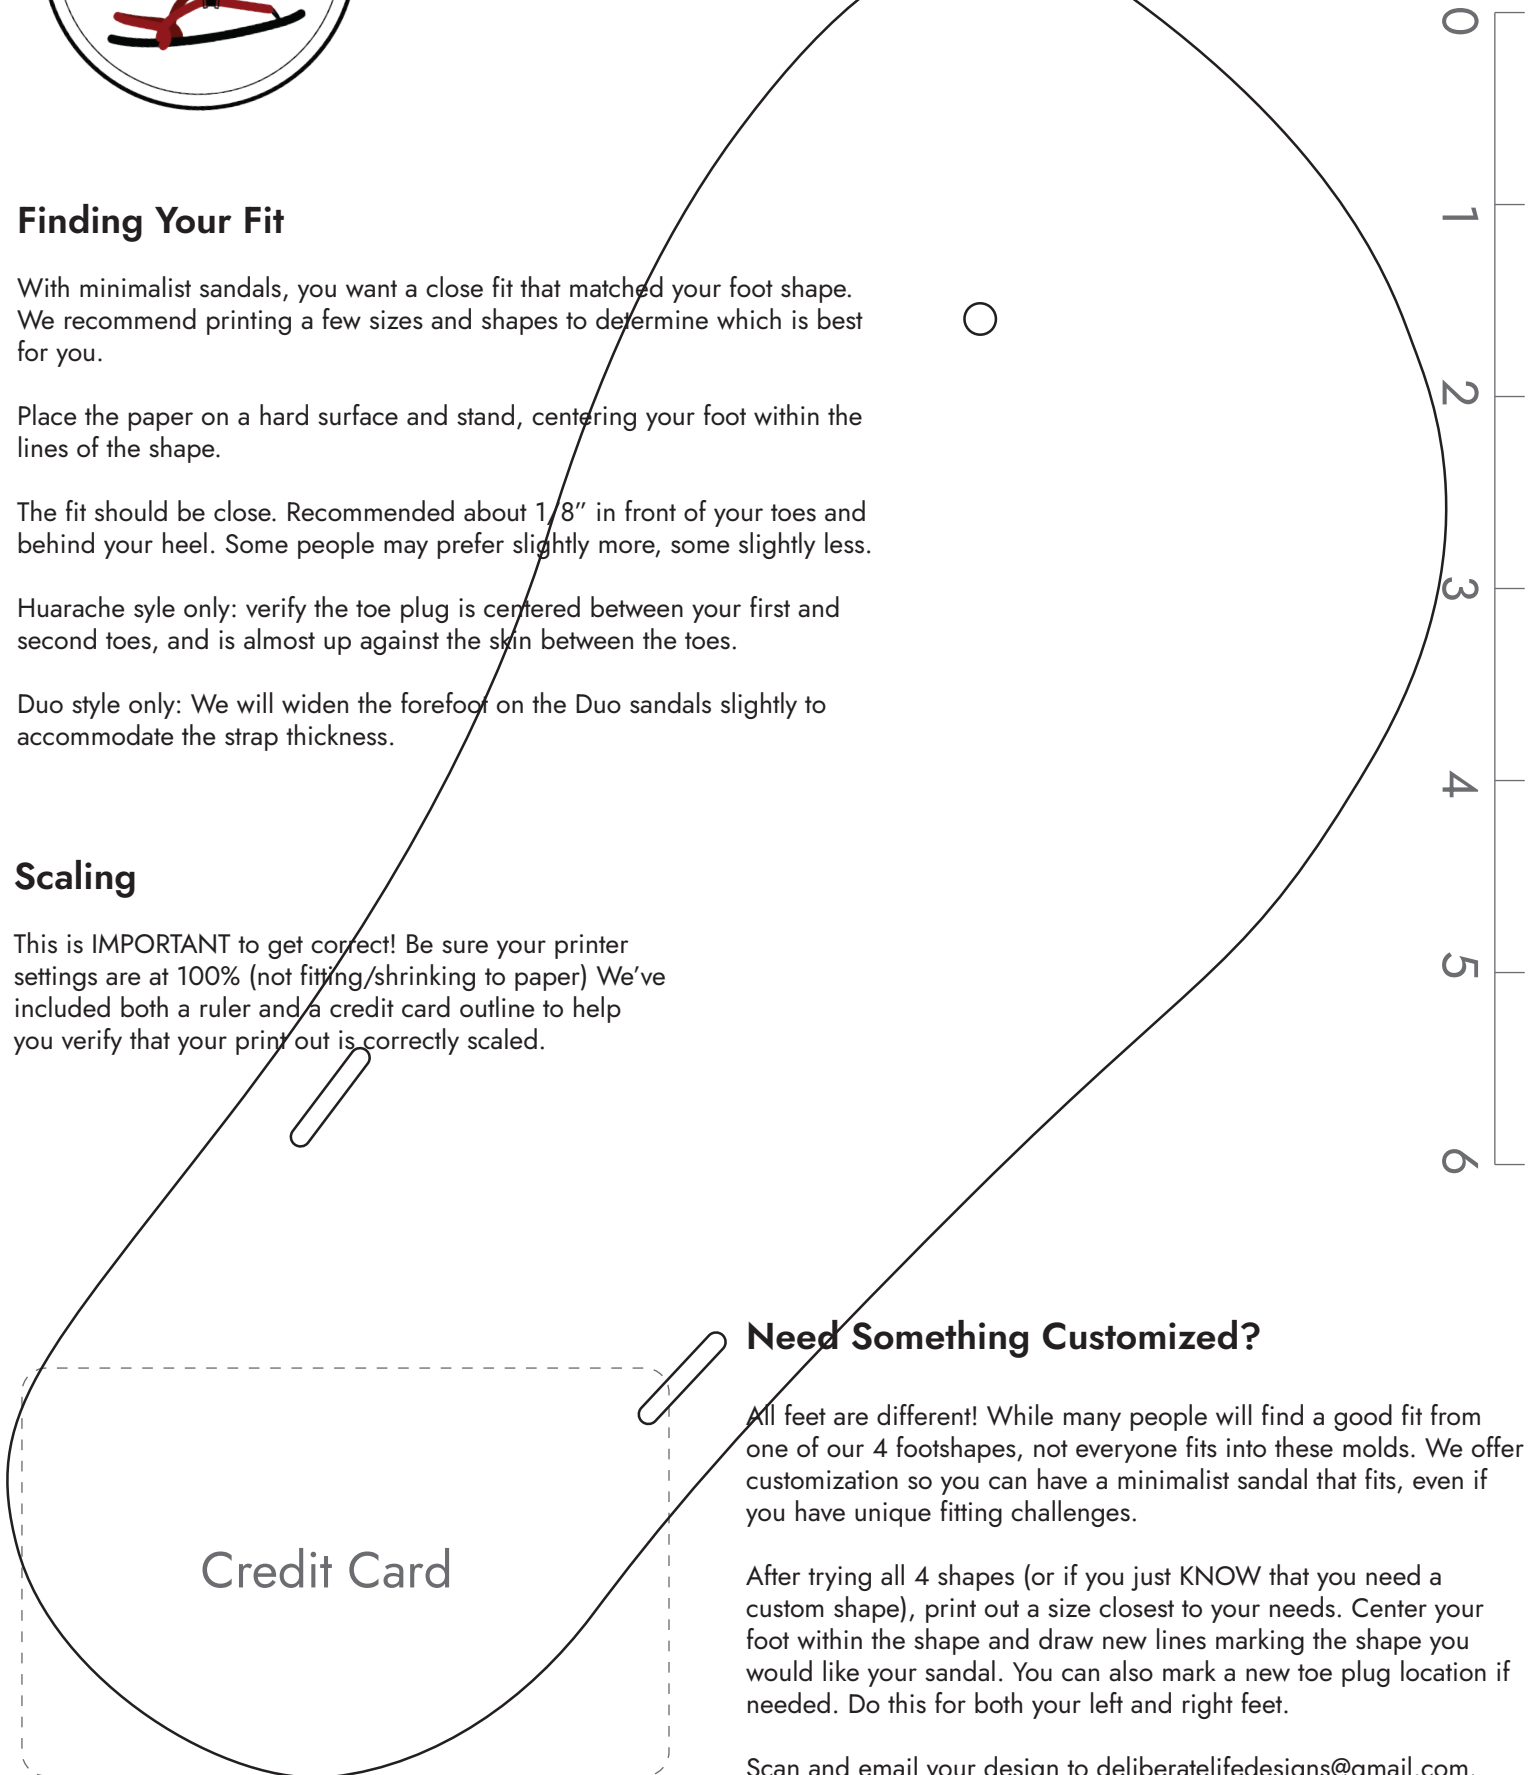 Finding Your Fit
With minimalist sandals, you want a close fit that matched your foot shape.
We recommend printing a few sizes and shapes to determine which is best
for you.
Place the paper on a hard surface and stand, centering your foot within the
lines of the shape.
The fit should be close. Recommended about 1/8” in front of your toes and
behind your heel. Some people may prefer slightly more, some slightly less.
Huarache syle only: verify the toe plug is centered between your first and
second toes, and is almost up against the skin between the toes.
Duo style only: We will widen the forefoot on the Duo sandals slightly to
accommodate the strap thickness.
Scaling
This is IMPORTANT to get correct! Be sure your printer
settings are at 100% (not fitting/shrinking to paper) We’ve
included both a ruler and a credit card outline to help
you verify that your print out is correctly scaled.
0
1
2
3
4
5
6
Credit Card
Need Something Customized?
All feet are different! While many people will find a good fit from
one of our 4 footshapes, not everyone fits into these molds. We offer
customization so you can have a minimalist sandal that fits, even if
you have unique fitting challenges.
After trying all 4 shapes (or if you just KNOW that you need a
custom shape), print out a size closest to your needs. Center your
foot within the shape and draw new lines marking the shape you
would like your sandal. You can also mark a new toe plug location if
needed. Do this for both your left and right feet.
Scan and email your design to deliberatelifedesigns@gmail.com.